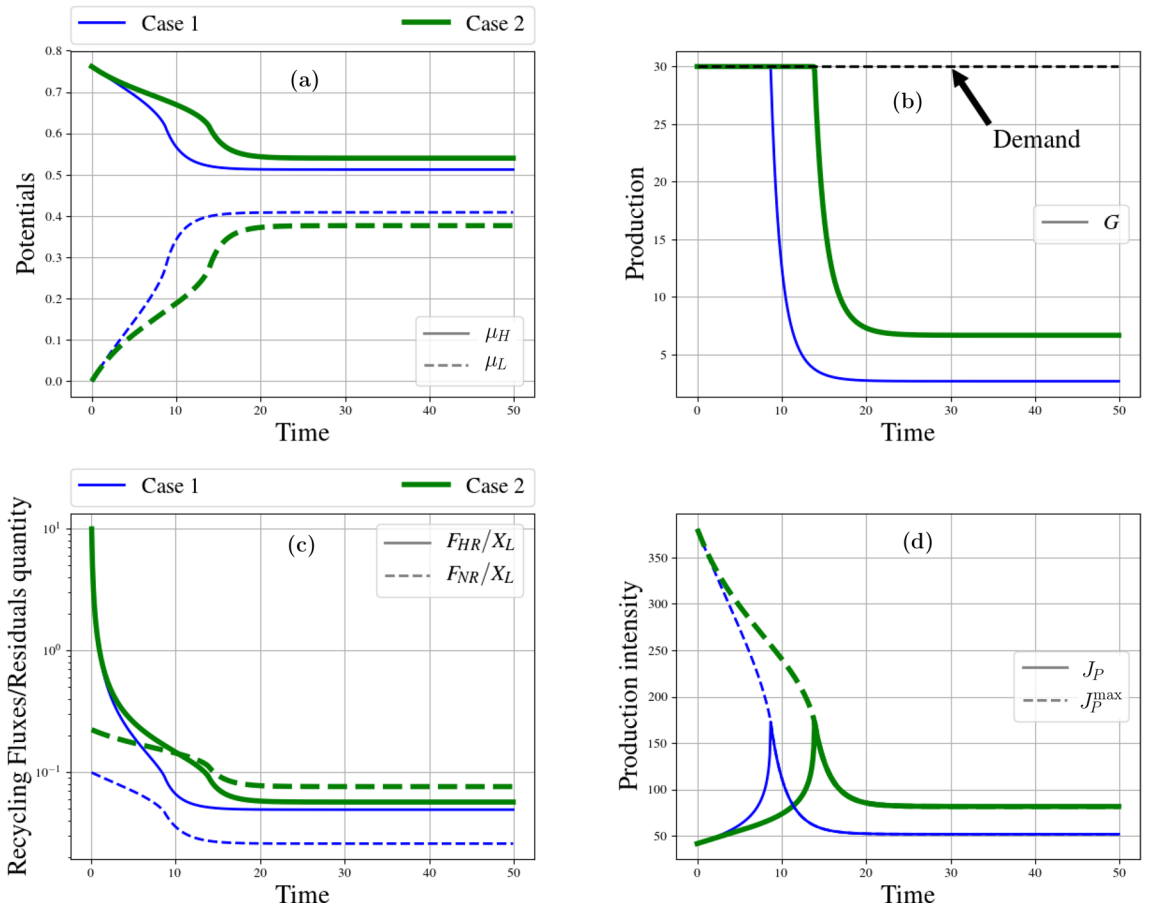 Case 1 Case 2
(a)
Potentials
0.8
0.7
0.6
0.5
0.4
0.3
0.2
0.1
0.0
μ_H
μ_L
0 10 20 30 40 50
Time
(b)
Production
30
25
20
15
10
5
Demand
G
0 10 20 30 40 50
Time
Case 1 Case 2
(c)
Recycling Fluxes/Residuals quantity
10^1
10^0
10^−1
F_HR/X_L
F_NR/X_L
0 10 20 30 40 50
Time
(d)
Production intensity
350
300
250
200
150
100
50
J_P
J_P^max
0 10 20 30 40 50
Time